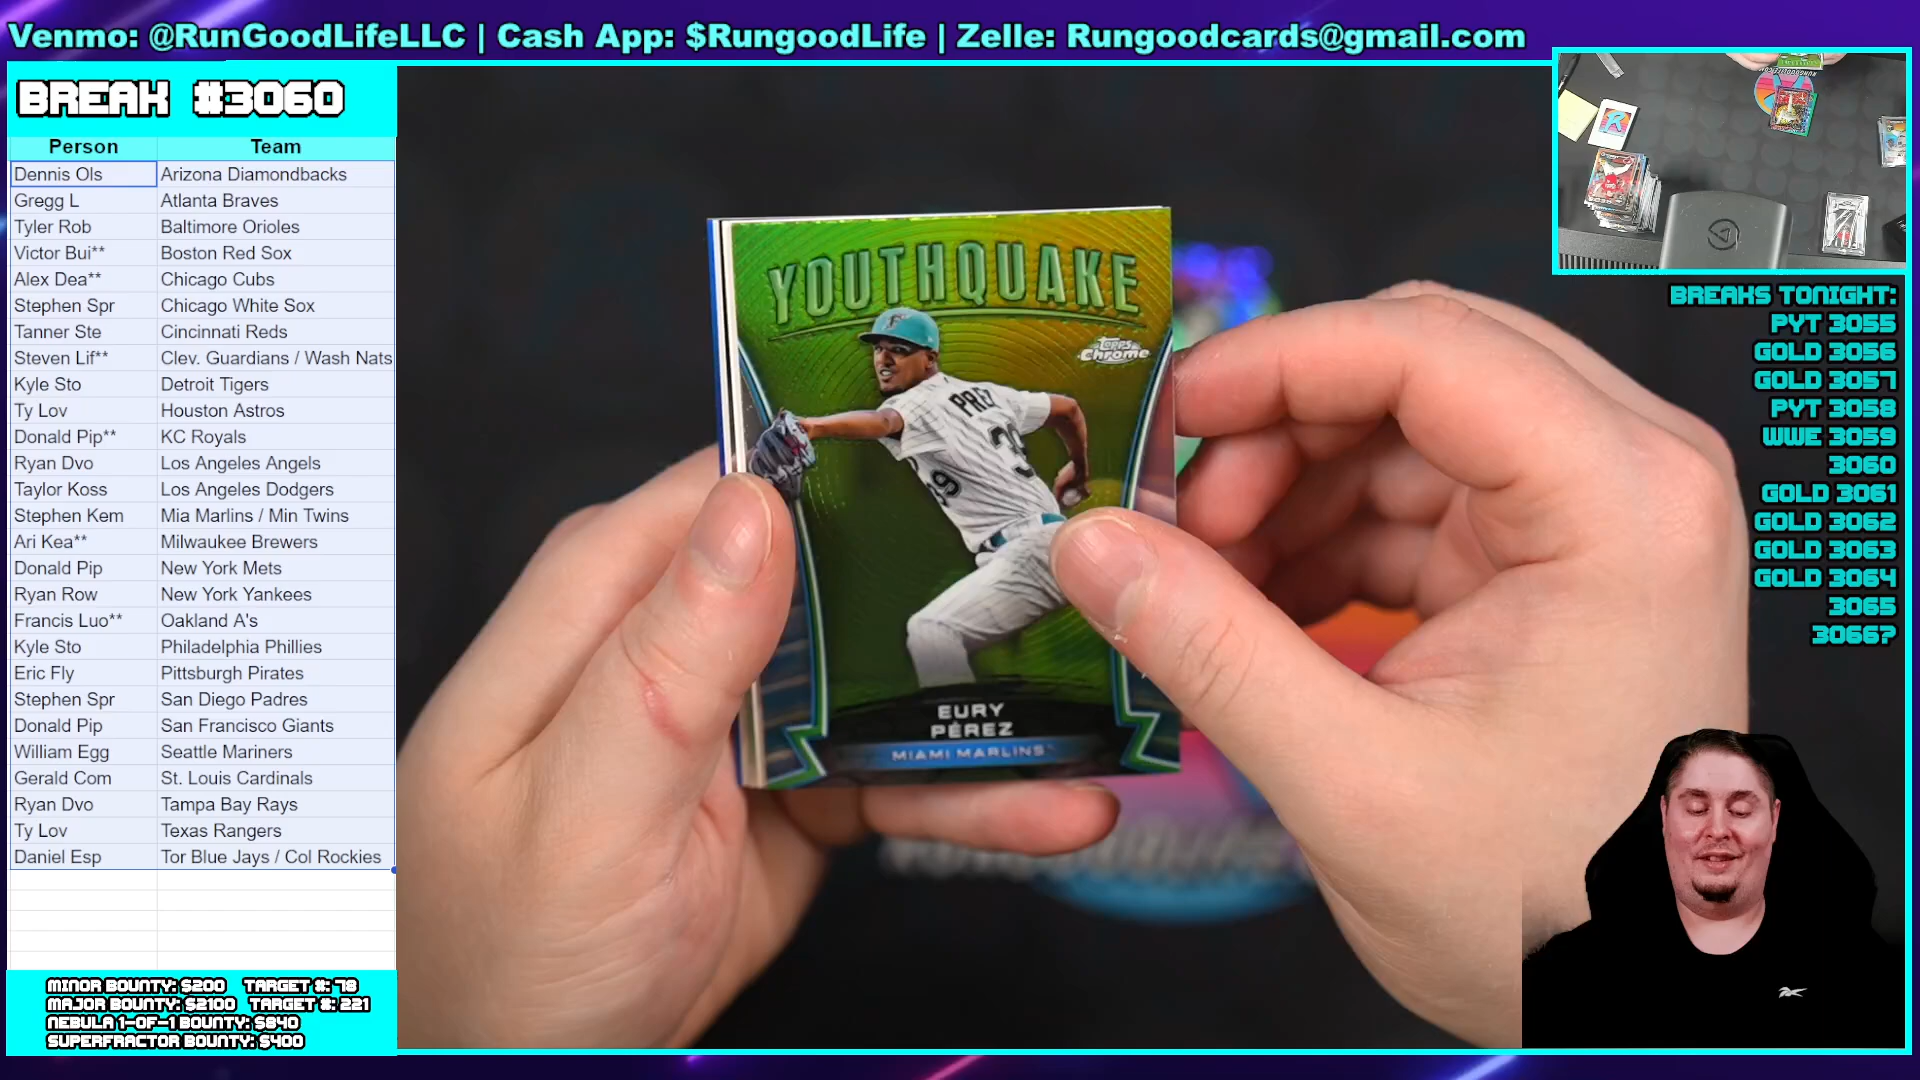 Venmo: @RunGoodLifeLLC | Cash App: $RungoodLife | Zelle: Rungoodcards@gmail.com
BREAK #3060
Person Team
Dennis Ols Arizona Diamondbacks
Gregg L Atlanta Braves
Tyler Rob Baltimore Orioles
Victor Bui** Boston Red Sox
Alex Dea** Chicago Cubs
Stephen Spr Chicago White Sox
Tanner Ste Cincinnati Reds
Steven Lif** Clev. Guardians / Wash Nats
Kyle Sto Detroit Tigers
Ty Lov Houston Astros
Donald Pip** KC Royals
Ryan Dvo Los Angeles Angels
Taylor Koss Los Angeles Dodgers
Stephen Kem Mia Marlins / Min Twins
Ari Kea** Milwaukee Brewers
Donald Pip New York Mets
Ryan Row New York Yankees
Francis Luo** Oakland A's
Kyle Sto Philadelphia Phillies
Eric Fly Pittsburgh Pirates
Stephen Spr San Diego Padres
Donald Pip San Francisco Giants
William Egg Seattle Mariners
Gerald Com St. Louis Cardinals
Ryan Dvo Tampa Bay Rays
Ty Lov Texas Rangers
Daniel Esp Tor Blue Jays / Col Rockies
MINOR BOUNTY: $200 TARGET #: 78
MAJOR BOUNTY: $2100 TARGET #: 221
NEBULA 1-OF-1 BOUNTY: $840
SUPERFRACTOR BOUNTY: $400
YOUTHQUAKE
Topps
Chrome
39
EURY
PÉREZ
MIAMI MARLINS
BREAKS TONIGHT:
PYT 3055
GOLD 3056
GOLD 3057
PYT 3058
WWE 3059
3060
GOLD 3061
GOLD 3062
GOLD 3063
GOLD 3064
3065
3066?